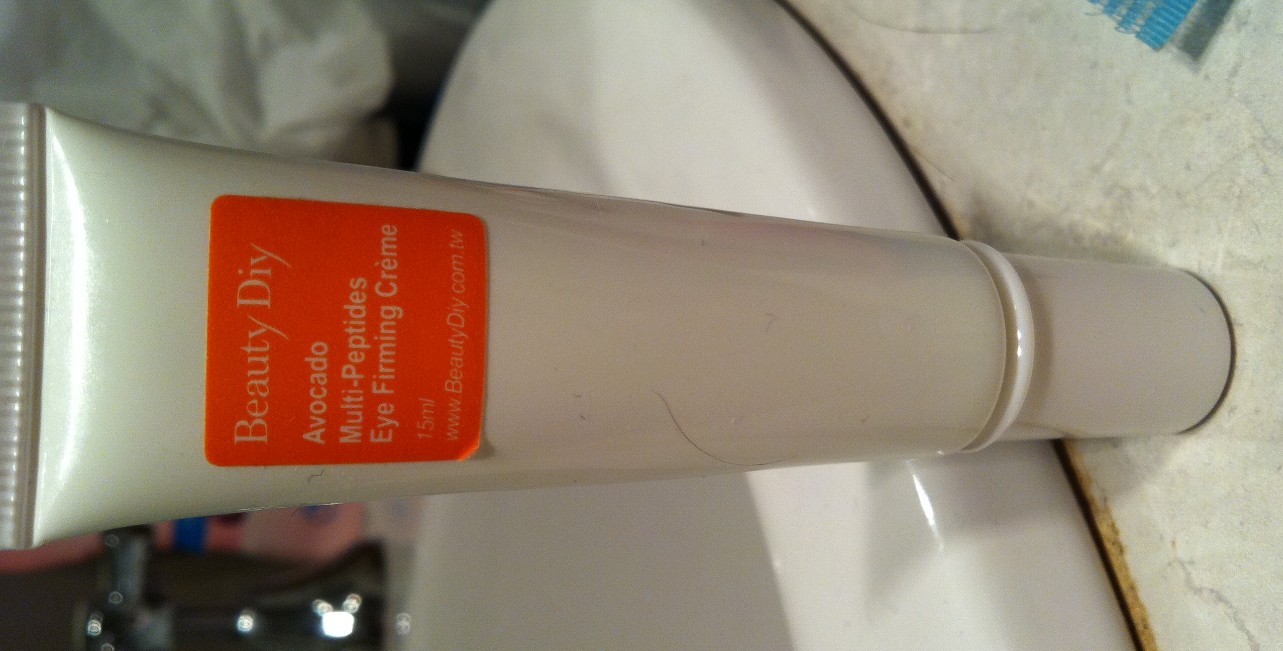 Beauty Diy
Avocado
Multi-Peptides
Eye Firming Crème
15ml
www.BeautyDiy.com.tw